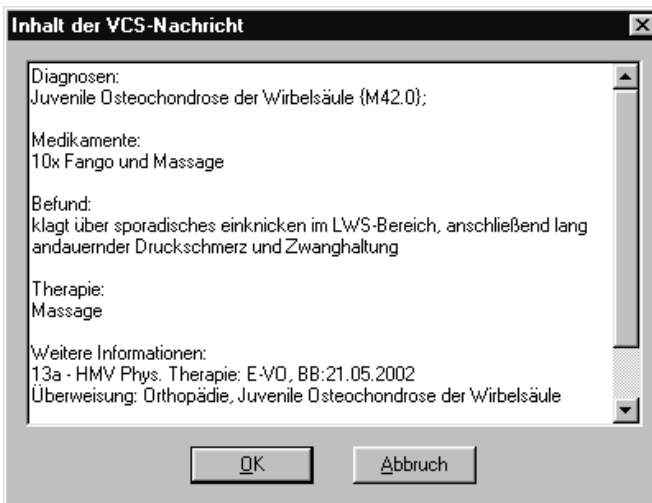 Inhalt der VCS-Nachricht
Diagnosen:
Juvenile Osteochondrose der Wirbelsäule {M42.0};
Medikamente:
10x Fango und Massage
Befund:
klagt über sporadisches einknicken im LWS-Bereich, anschließend lang
andauernder Druckschmerz und Zwanghaltung
Therapie:
Massage
Weitere Informationen:
13a - HMV Phys. Therapie: E-VO, BB:21.05.2002
Überweisung: Orthopädie, Juvenile Osteochondrose der Wirbelsäule
OK
Abbruch